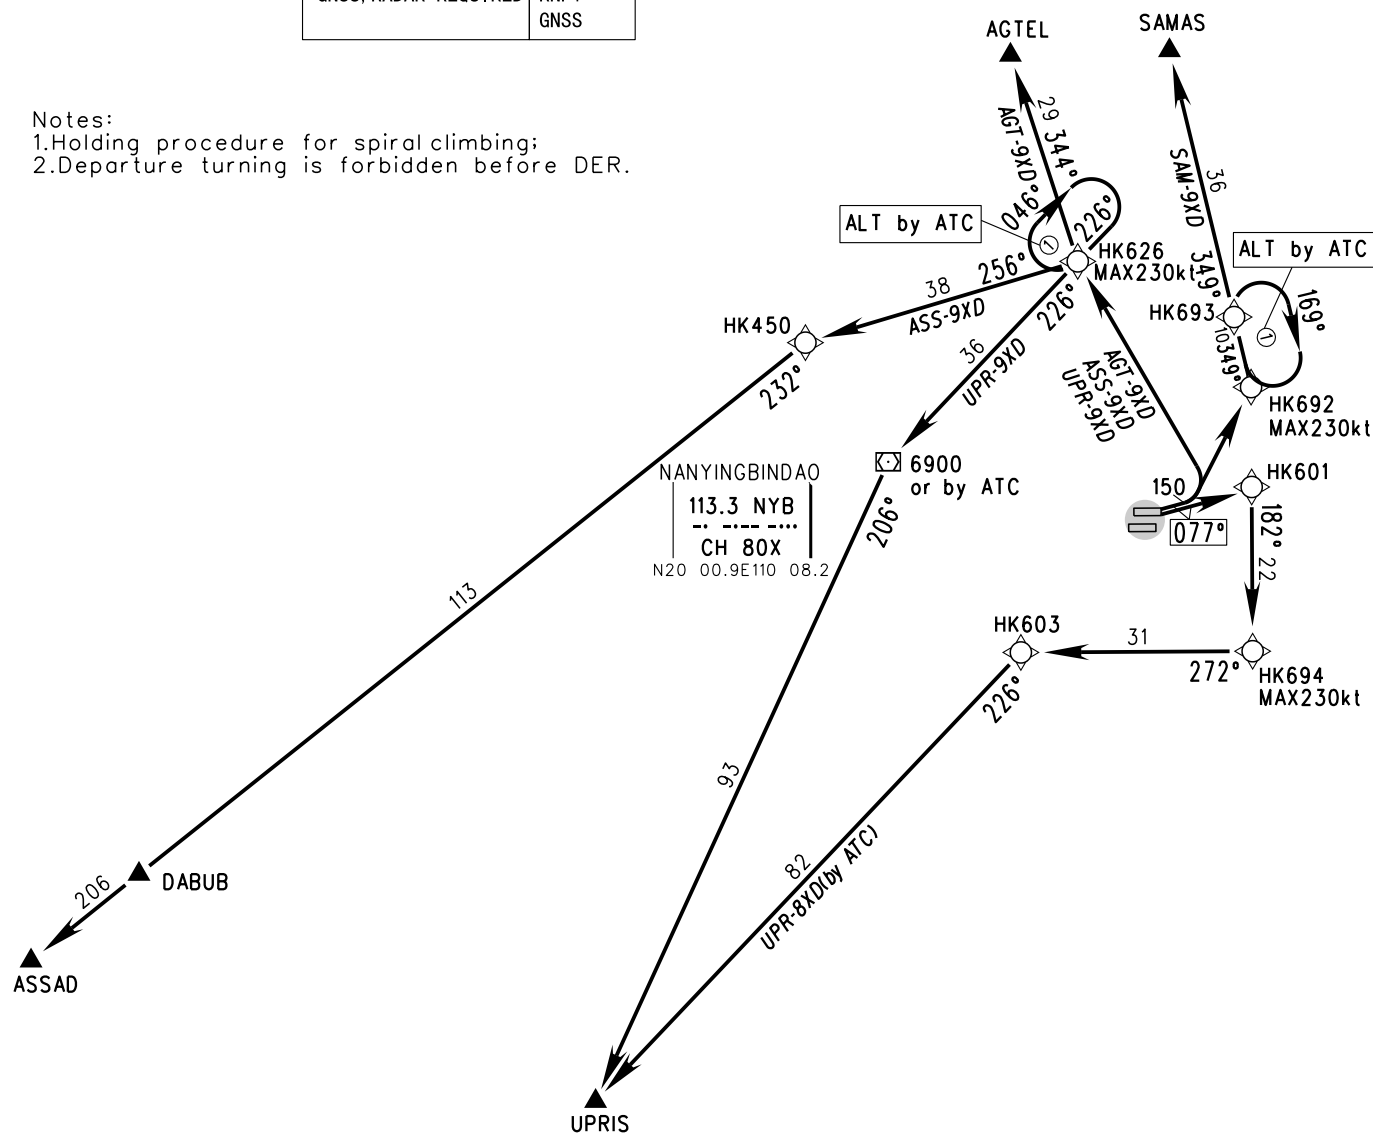 GNSS
AGTEL
SAMAS
Notes:
1.Holding procedure for spiral climbing;
2.Departure turning is forbidden before DER.
29 344°
AGT-9XD
36
SAM-9XD
349°
046°
226°
1
ALT by ATC
ALT by ATC
HK626
MAX230kt
256°
38
ASS-9XD
226°
36
UPR-9XD
HK693
169°
1
10 349°
HK692
MAX230kt
HK450
232°
AGT-9XD
ASS-9XD
UPR-9XD
6900
or by ATC
206°
NANYINGBINDAO
113.3 NYB
CH 80X
N20 00.9E110 08.2
150
077°
HK601
182° 22
113
HK603
31
272°
HK694
MAX230kt
226°
93
82
UPR-8XD(by ATC)
DABUB
206
ASSAD
UPRIS